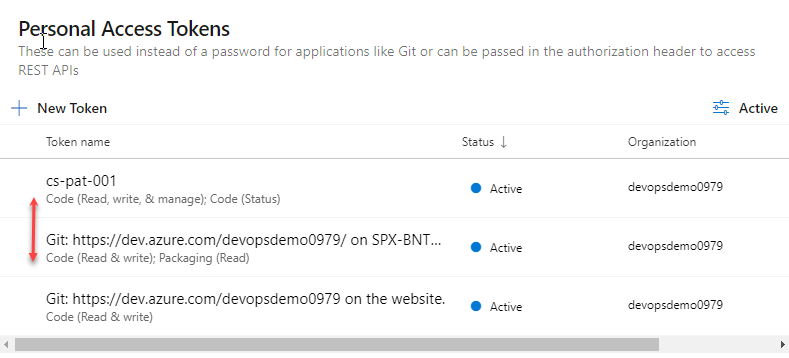 Personal Access Tokens
These can be used instead of a password for applications like Git or can be passed in the authorization header to access
REST APIs
New Token
Active
Token name
Status ↓
Organization
cs-pat-001
Code (Read, write, & manage); Code (Status)
Active
devopsdemo0979
Git: https://dev.azure.com/devopsdemo0979/ on SPX-BNT...
Code (Read & write); Packaging (Read)
Active
devopsdemo0979
Git: https://dev.azure.com/devopsdemo0979 on the website.
Code (Read & write)
Active
devopsdemo0979